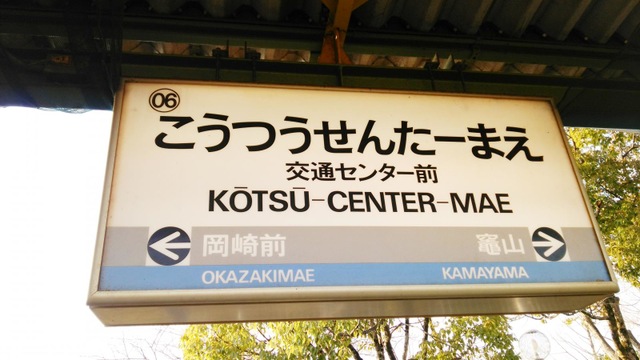 06
こうつうせんたーまえ
交通センター前
KŌTSŪ-CENTER-MAE
岡崎前 竈山
OKAZAKIMAE KAMAYAMA